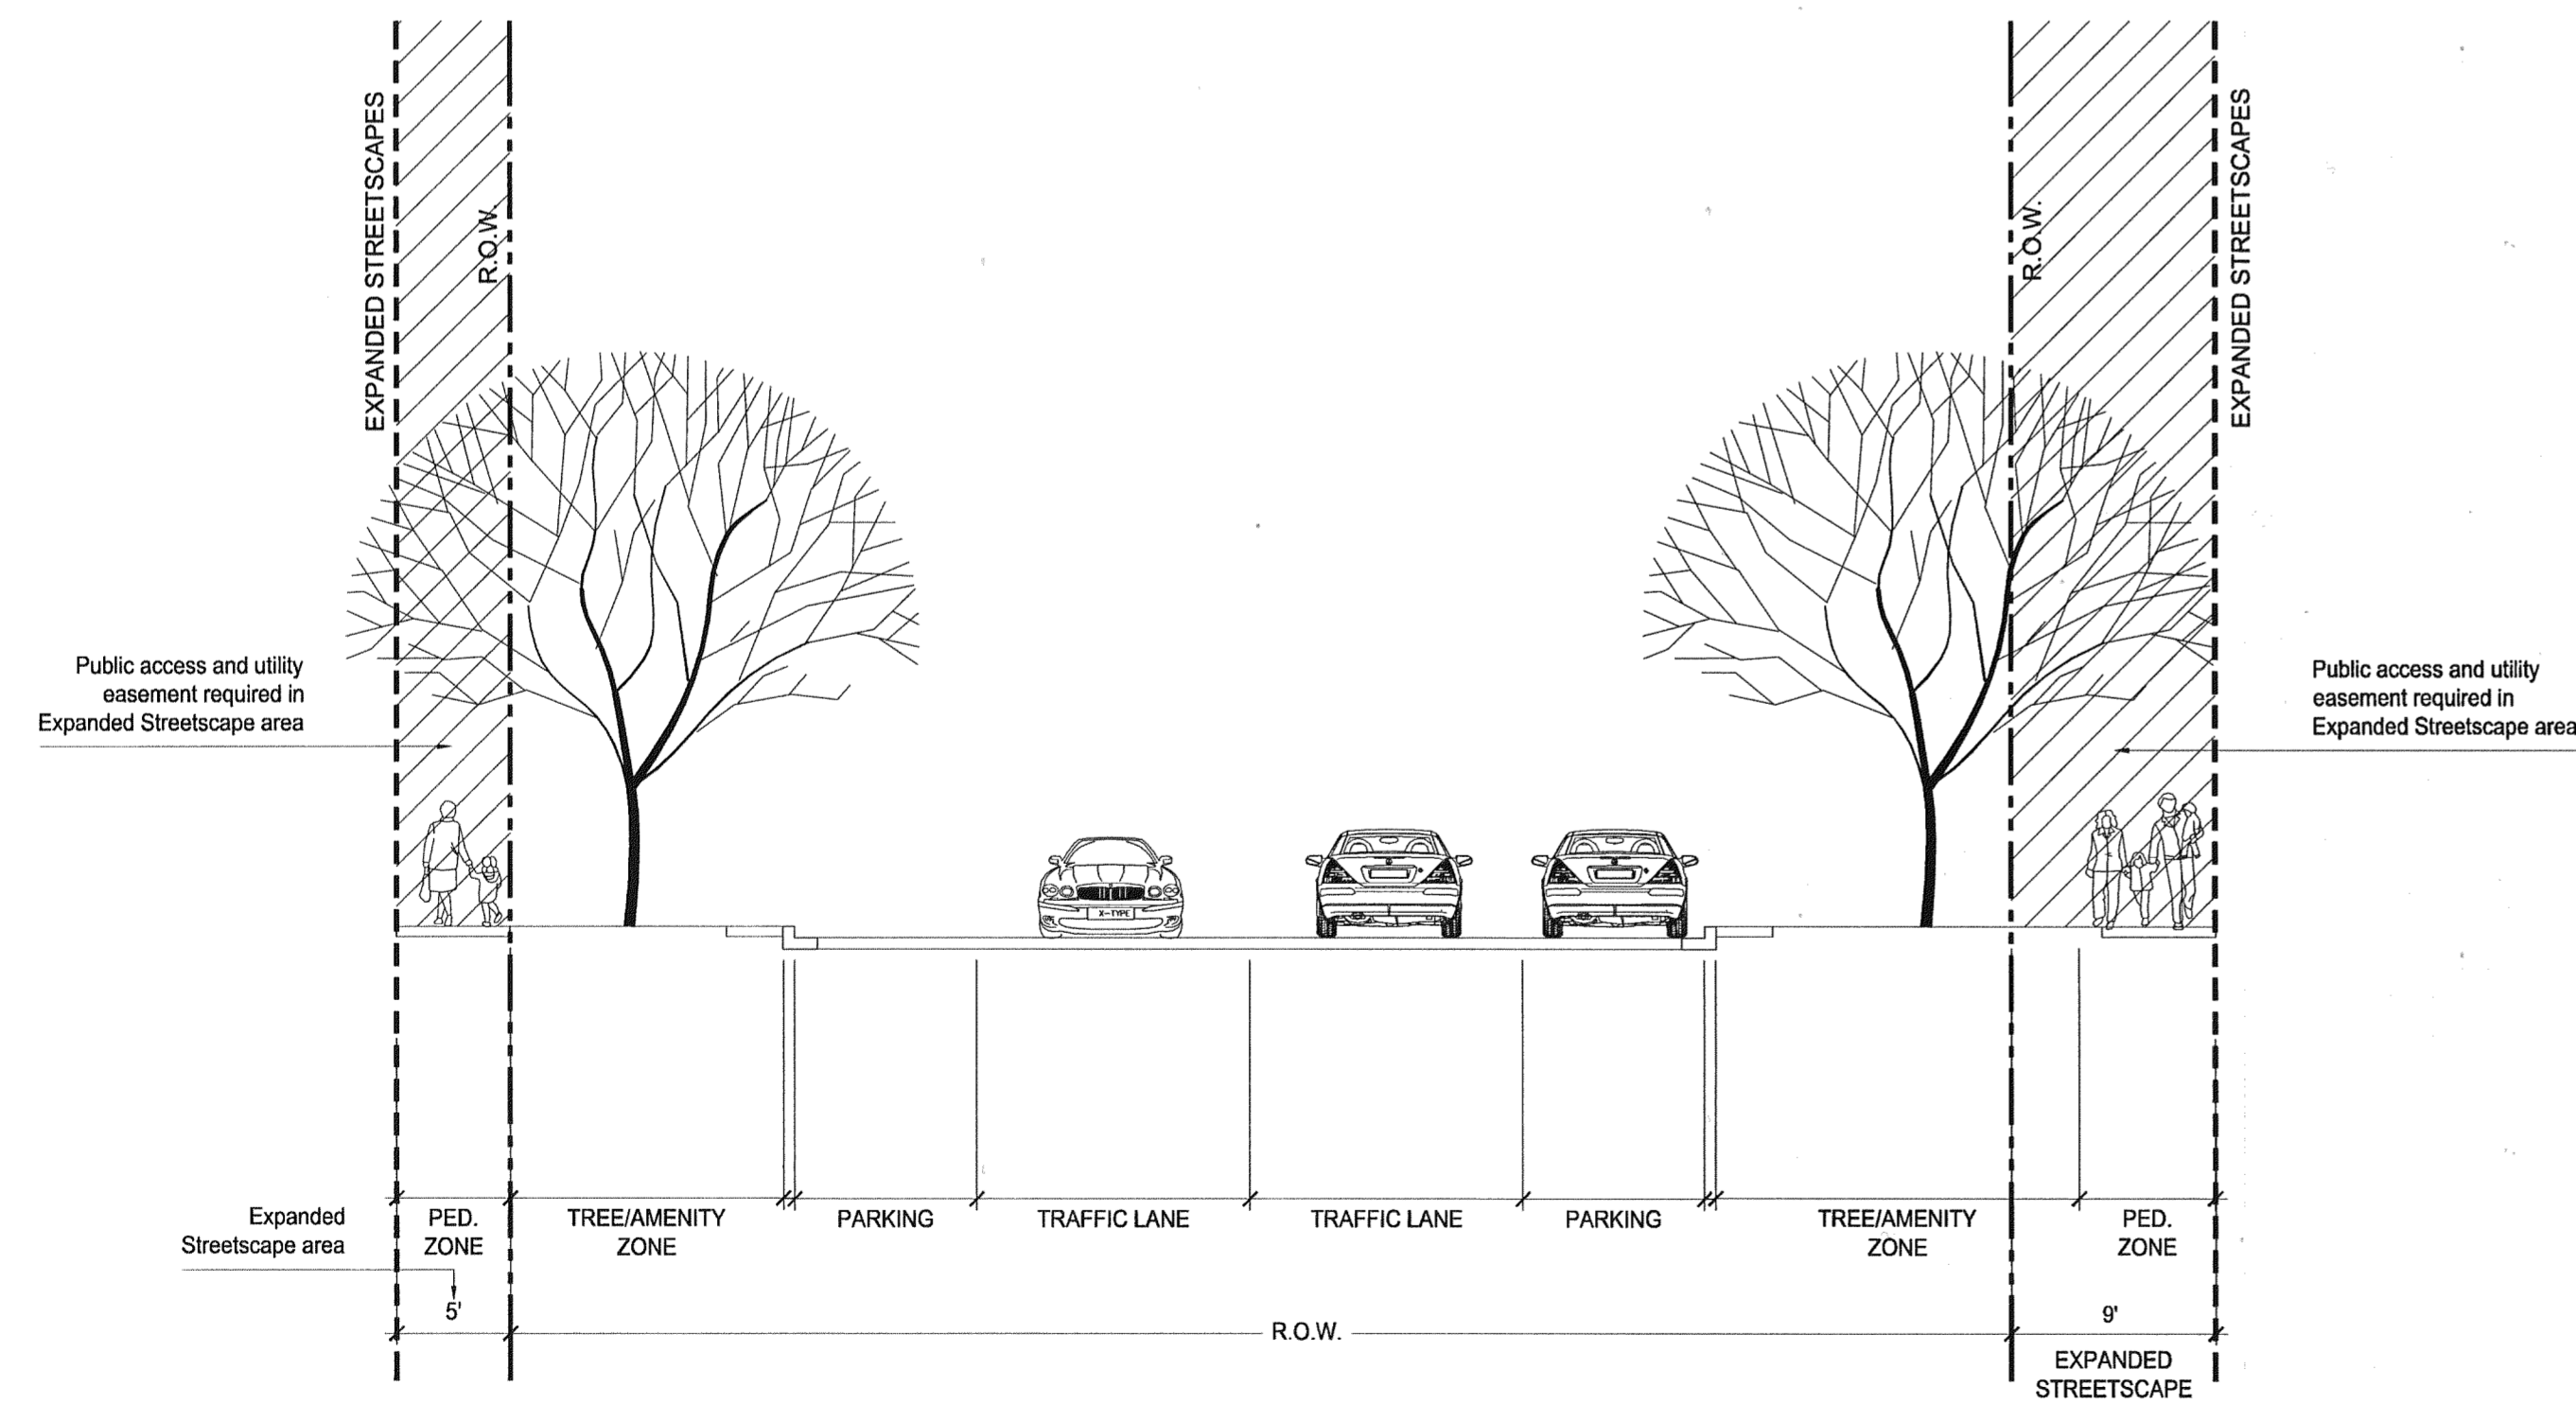 EXPANDED STREETSCAPES
R.O.W.
R.O.W.
EXPANDED STREETSCAPES
Public access and utility
easement required in
Expanded Streetscape area
Public access and utility
easement required in
Expanded Streetscape area
X-TYPE
Expanded
Streetscape area
PED.
ZONE
TREE/AMENITY
ZONE
PARKING
TRAFFIC LANE
TRAFFIC LANE
PARKING
TREE/AMENITY
ZONE
PED.
ZONE
5'
R.O.W.
9'
EXPANDED
STREETSCAPE